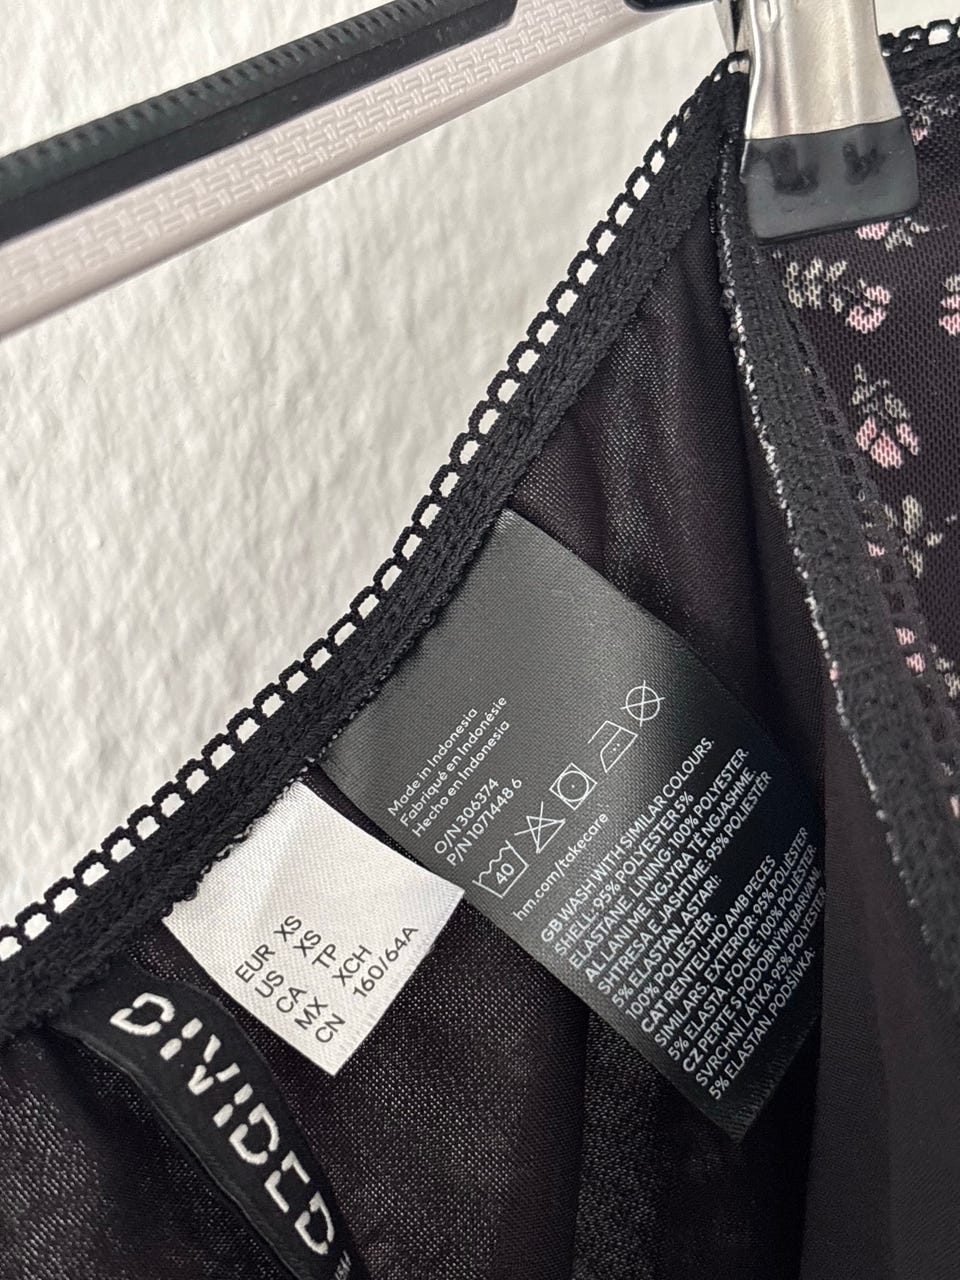 Made in Indonesia
Fabriqué en Indonésie
Hecho en Indonesia
O/N 306374
P/N 10714486
40
hm.com/takecare
GB WASH WITH SIMILAR COLOURS.
SHELL: 95% POLYESTER 5%
ELASTANE LINING: 100% POLYESTER.
AL LANI ME NGJYRA TË NGJASHME.
SHTRESA E JASHTME: 95% POLIESTËR
5% ELASTAN ASTARI:
100% POLIESTËR
CAT RENTEU-HO AMB PECES
SIMILARS. EXTERIOR: 95% POLIÈSTER
5% ELASTÀ FOLRE: 100% POLIÈSTER.
CZ PERTE S PODOBNÝMI BARVAMI.
SVRCHNÍ LÁTKA: 95% POLYESTER
5% ELASTAN PODŠÍVKA:
EUR XS
US XS
CA TP
MX XCH
CN 160/64A
DIVIDED